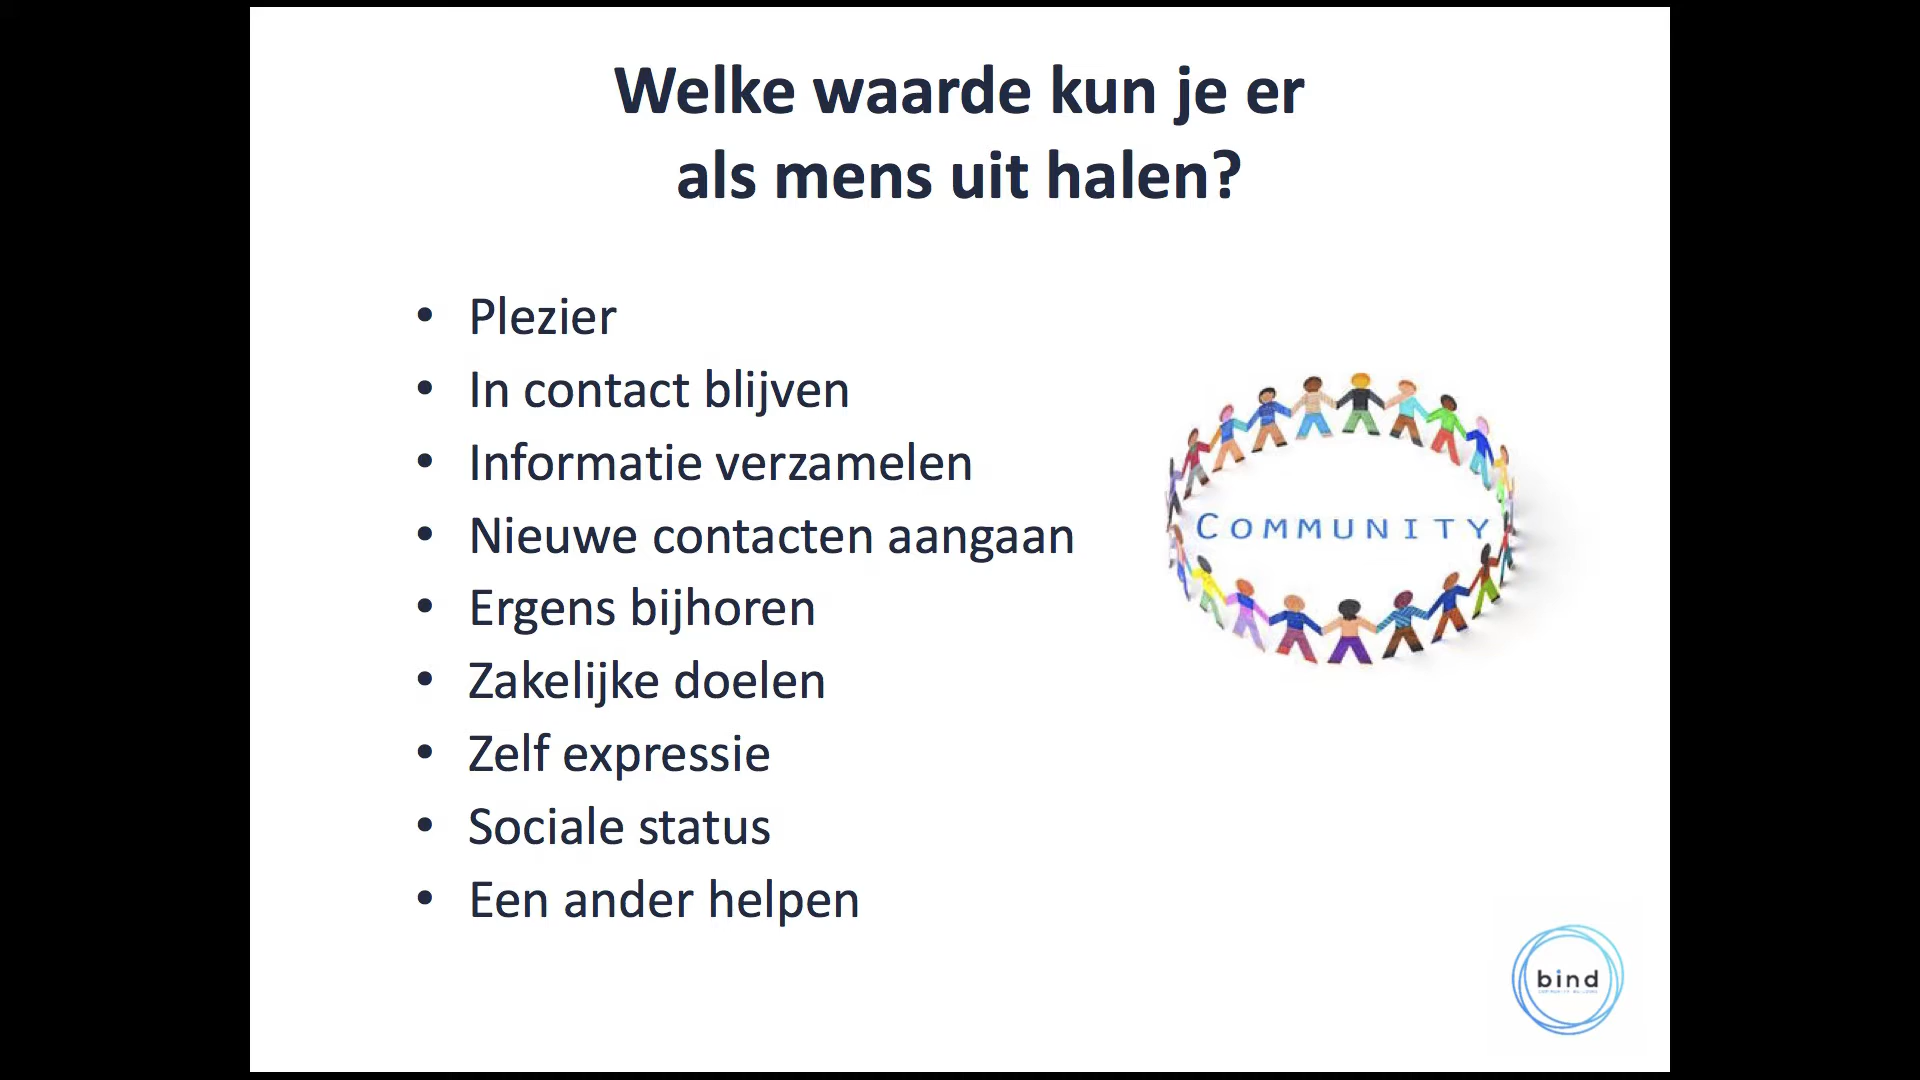 Welke waarde kun je er
als mens uit halen?
• Plezier
• In contact blijven
• Informatie verzamelen
• Nieuwe contacten aangaan
• Ergens bijhoren
• Zakelijke doelen
• Zelf expressie
• Sociale status
• Een ander helpen
COMMUNITY
bind